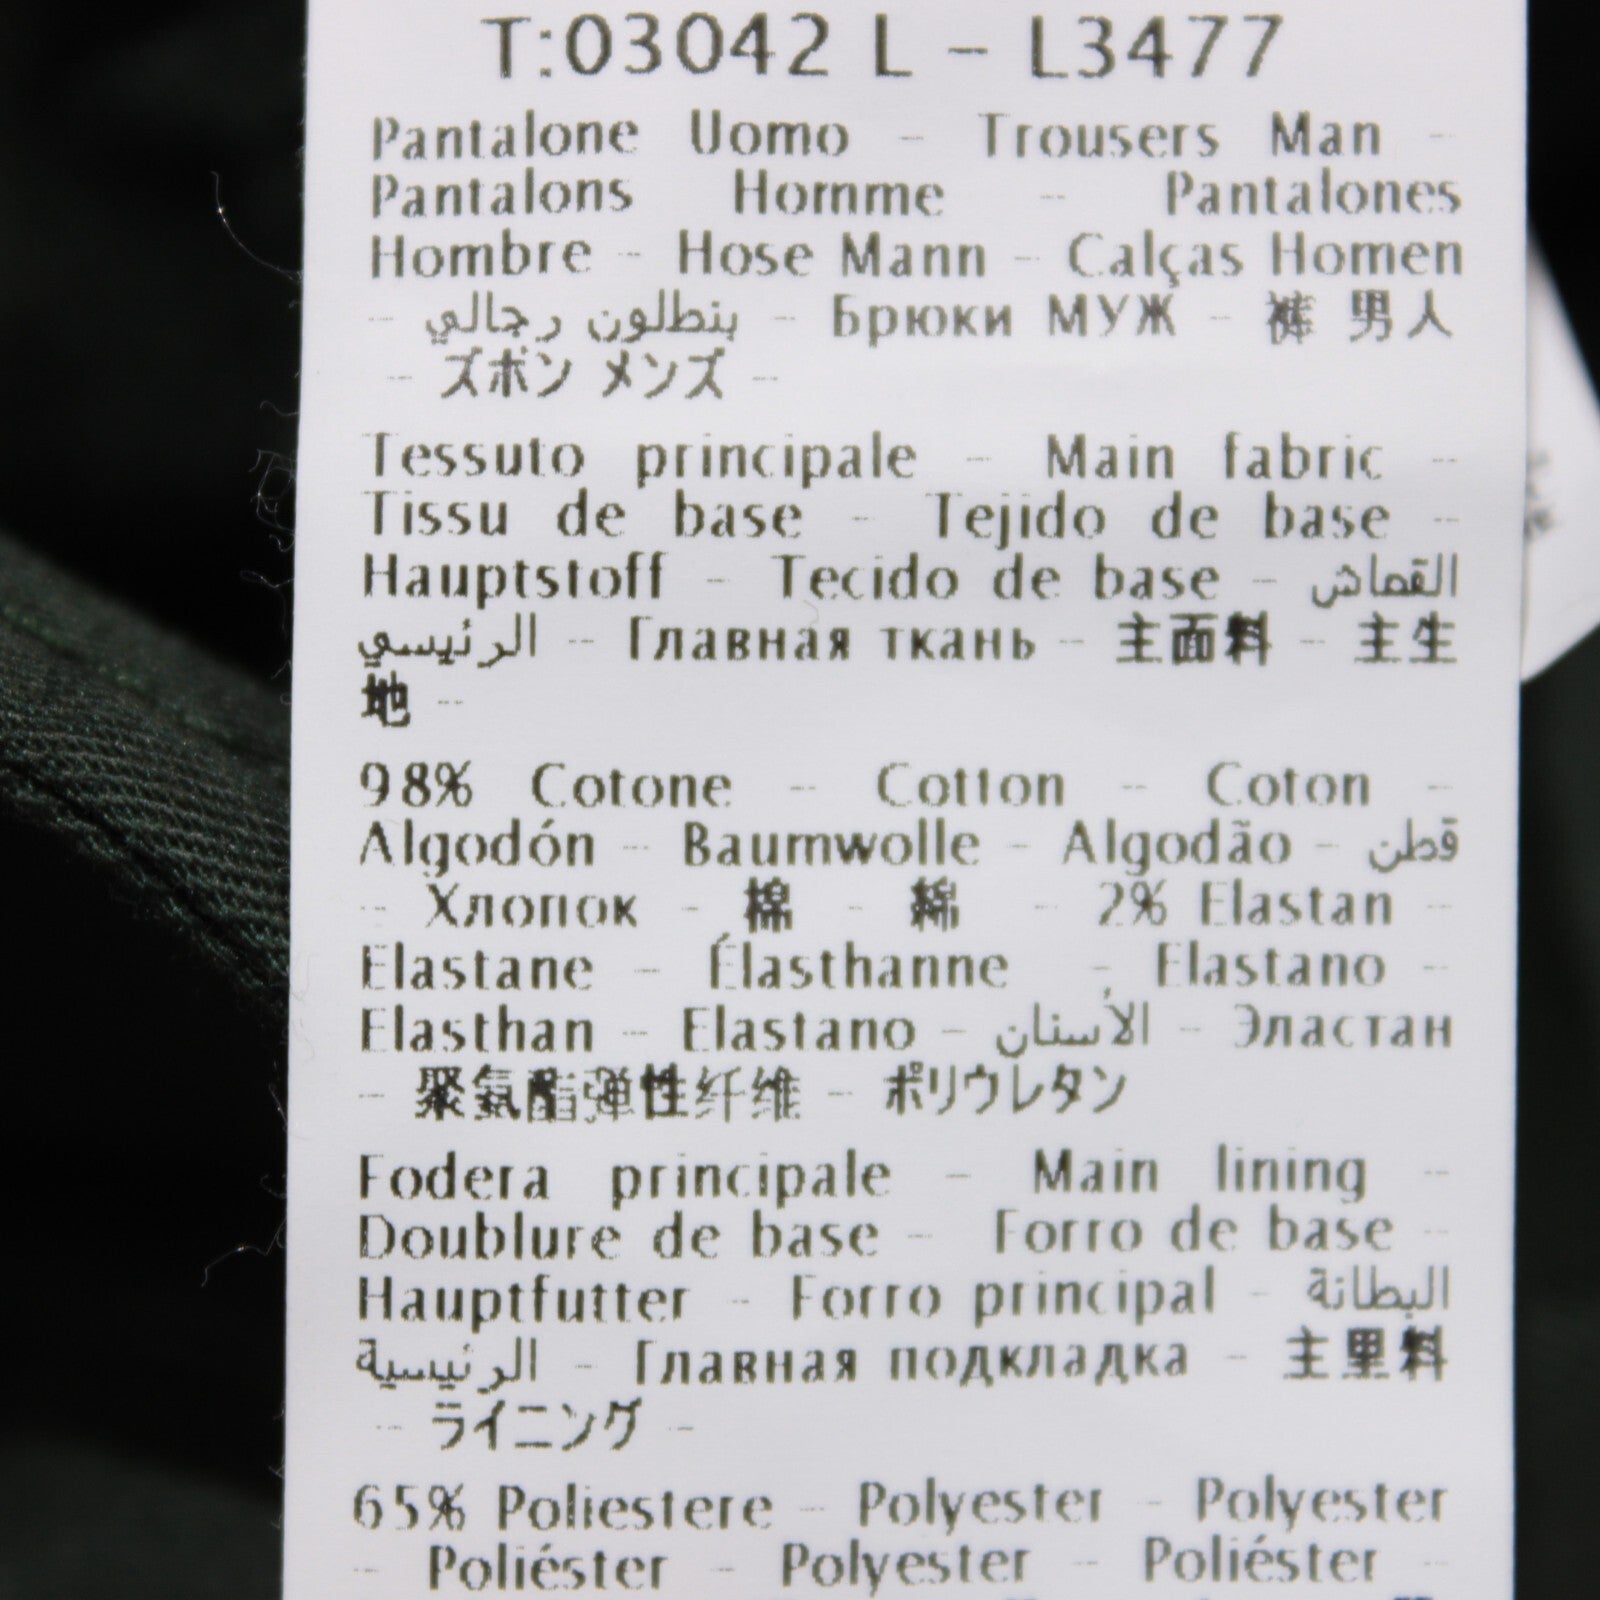 T:03042 L - L3477
Pantalone Uomo - Trousers Man -
Pantalons Homme - Pantalones
Hombre - Hose Mann - Calças Homen
- بنطلون رجالي - Брюки МУЖ - 裤 男人
- ズボン メンズ -
Tessuto principale - Main fabric -
Tissu de base - Tejido de base -
Hauptstoff - Tecido de base - القماش
الرئيسي - Главная ткань - 主面料 - 主生
地 -
98% Cotone - Cotton - Coton -
Algodón - Baumwolle - Algodão - قطن
- Хлопок - 棉 - 綿 - 2% Elastan -
Elastane - Élasthanne - Elastano -
Elasthan - Elastano - الأسنان - Эластан
- 聚氨酯弹性纤维 - ポリウレタン
Fodera principale - Main lining -
Doublure de base - Forro de base -
Hauptfutter - Forro principal - البطانة
الرئيسية - Главная подкладка - 主里料
- ライニング -
65% Poliestere - Polyester - Polyester
- Poliéster - Polyester - Poliéster -